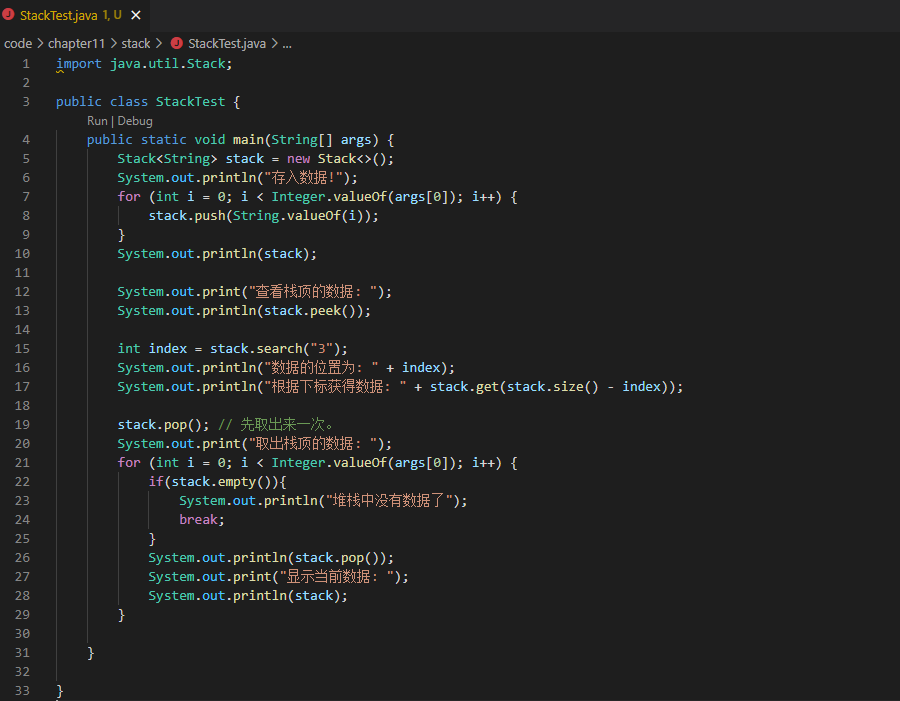 StackTest.java 1, U
code > chapter11 > stack > StackTest.java > ...
1 import java.util.Stack;
2
3 public class StackTest {
Run | Debug
4 public static void main(String[] args) {
5 Stack<String> stack = new Stack<>();
6 System.out.println("存入数据!");
7 for (int i = 0; i < Integer.valueOf(args[0]); i++) {
8 stack.push(String.valueOf(i));
9 }
10 System.out.println(stack);
11
12 System.out.print("查看栈顶的数据: ");
13 System.out.println(stack.peek());
14
15 int index = stack.search("3");
16 System.out.println("数据的位置为: " + index);
17 System.out.println("根据下标获得数据: " + stack.get(stack.size() - index));
18
19 stack.pop(); // 先取出来一次。
20 System.out.print("取出栈顶的数据: ");
21 for (int i = 0; i < Integer.valueOf(args[0]); i++) {
22 if(stack.empty()){
23 System.out.println("堆栈中没有数据了");
24 break;
25 }
26 System.out.println(stack.pop());
27 System.out.print("显示当前数据: ");
28 System.out.println(stack);
29 }
30
31 }
32
33 }